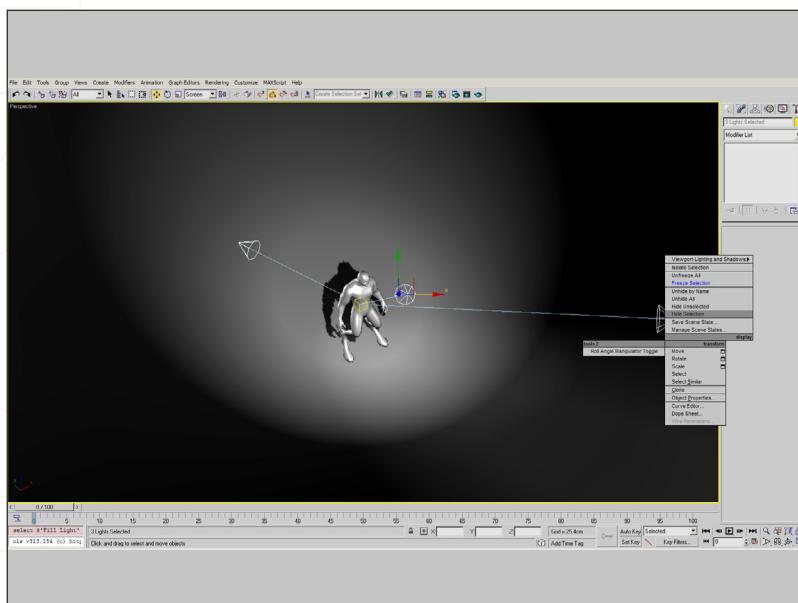 File Edit Tools Group Views Create Modifiers Animation Graph Editors Rendering Customize MAXScript Help
All Screen Create Selection Set
Perspective
3 Lights Selected
Modifier List
Viewport Lighting and Shadows
Isolate Selection
Unfreeze All
Freeze Selection
Unhide by Name
Unhide All
Hide Unselected
Hide Selection
Save Scene State...
Manage Scene States...
display
tools 2 transform
Roll Angle Manipulator Toggle
Move
Rotate
Scale
Select
Select Similar
Clone
Object Properties...
Curve Editor...
Dope Sheet...
Wire Parameters...
0 / 100
0 5 10 15 20 25 30 35 40 45 50 55 60 65 70 75 80 85 90 95 100
select $'Fill Light'
3 Lights Selected
X Y Z
Grid = 25.4cm
Auto Key Selected
ols v313.154 (c)
Click and drag to select and move objects
Add Time Tag
Set Key Key Filters...
0